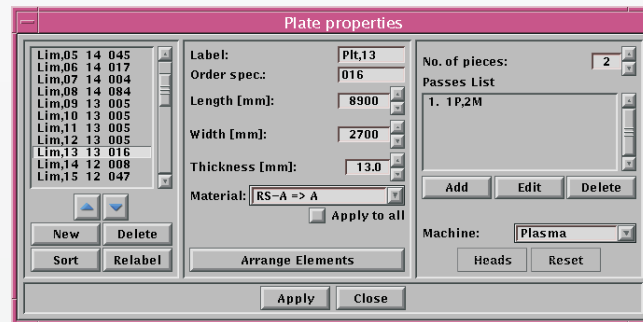 Plate properties
Lim,05 14 045
Lim,06 14 017
Lim,07 14 004
Lim,08 14 084
Lim,09 13 005
Lim,10 13 005
Lim,11 13 005
Lim,12 13 005
Lim,13 13 016
Lim,14 12 008
Lim,15 12 047
New Delete
Sort Relabel
Label: Plt,13
Order spec.: 016
Length [mm]: 8900
Width [mm]: 2700
Thickness [mm]: 13.0
Material: RS-A => A
Apply to all
Arrange Elements
No. of pieces: 2
Passes List
1. 1P,2M
Add Edit Delete
Machine: Plasma
Heads Reset
Apply Close